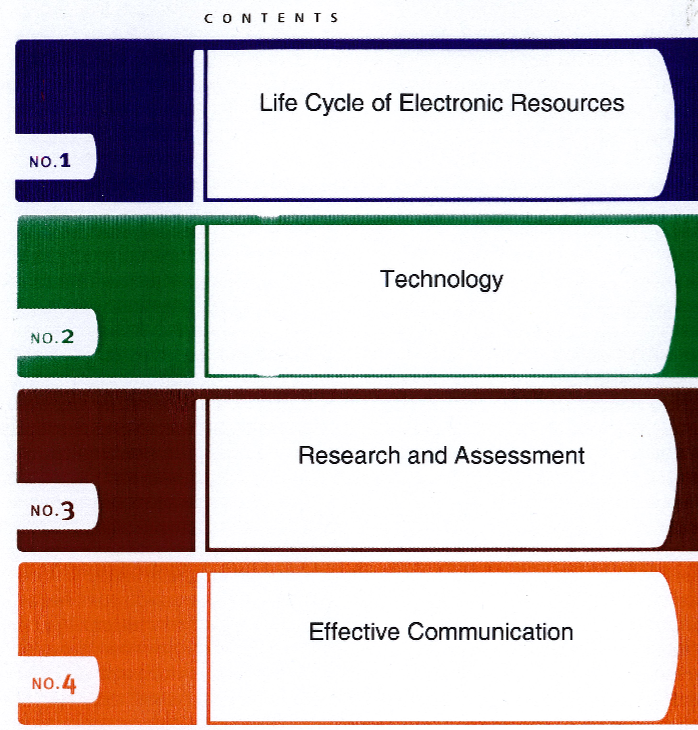 CONTENTS
Life Cycle of Electronic Resources
NO.1
Technology
NO.2
Research and Assessment
NO.3
Effective Communication
NO.4